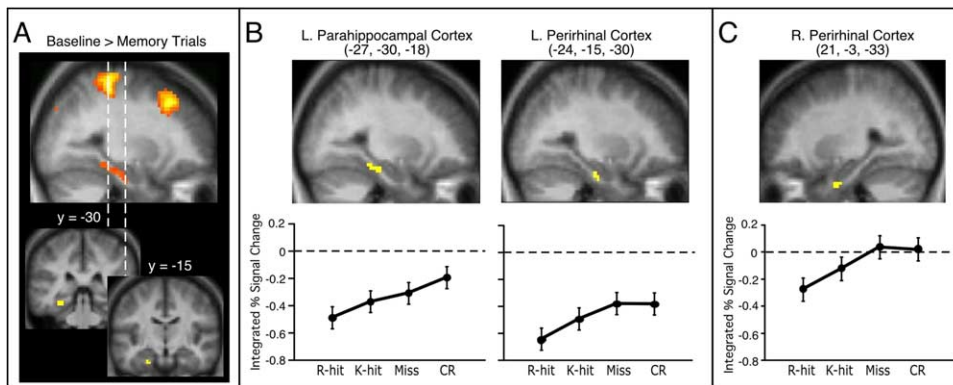 A
Baseline > Memory Trials
y = -30
y = -15
B
L. Parahippocampal Cortex
(-27, -30, -18)
L. Perirhinal Cortex
(-24, -15, -30)
Integrated % Signal Change
0.2
0
-0.2
-0.4
-0.6
-0.8
R-hit K-hit Miss CR
R-hit K-hit Miss CR
C
R. Perirhinal Cortex
(21, -3, -33)
Integrated % Signal Change
0.2
0
-0.2
-0.4
-0.6
-0.8
R-hit K-hit Miss CR